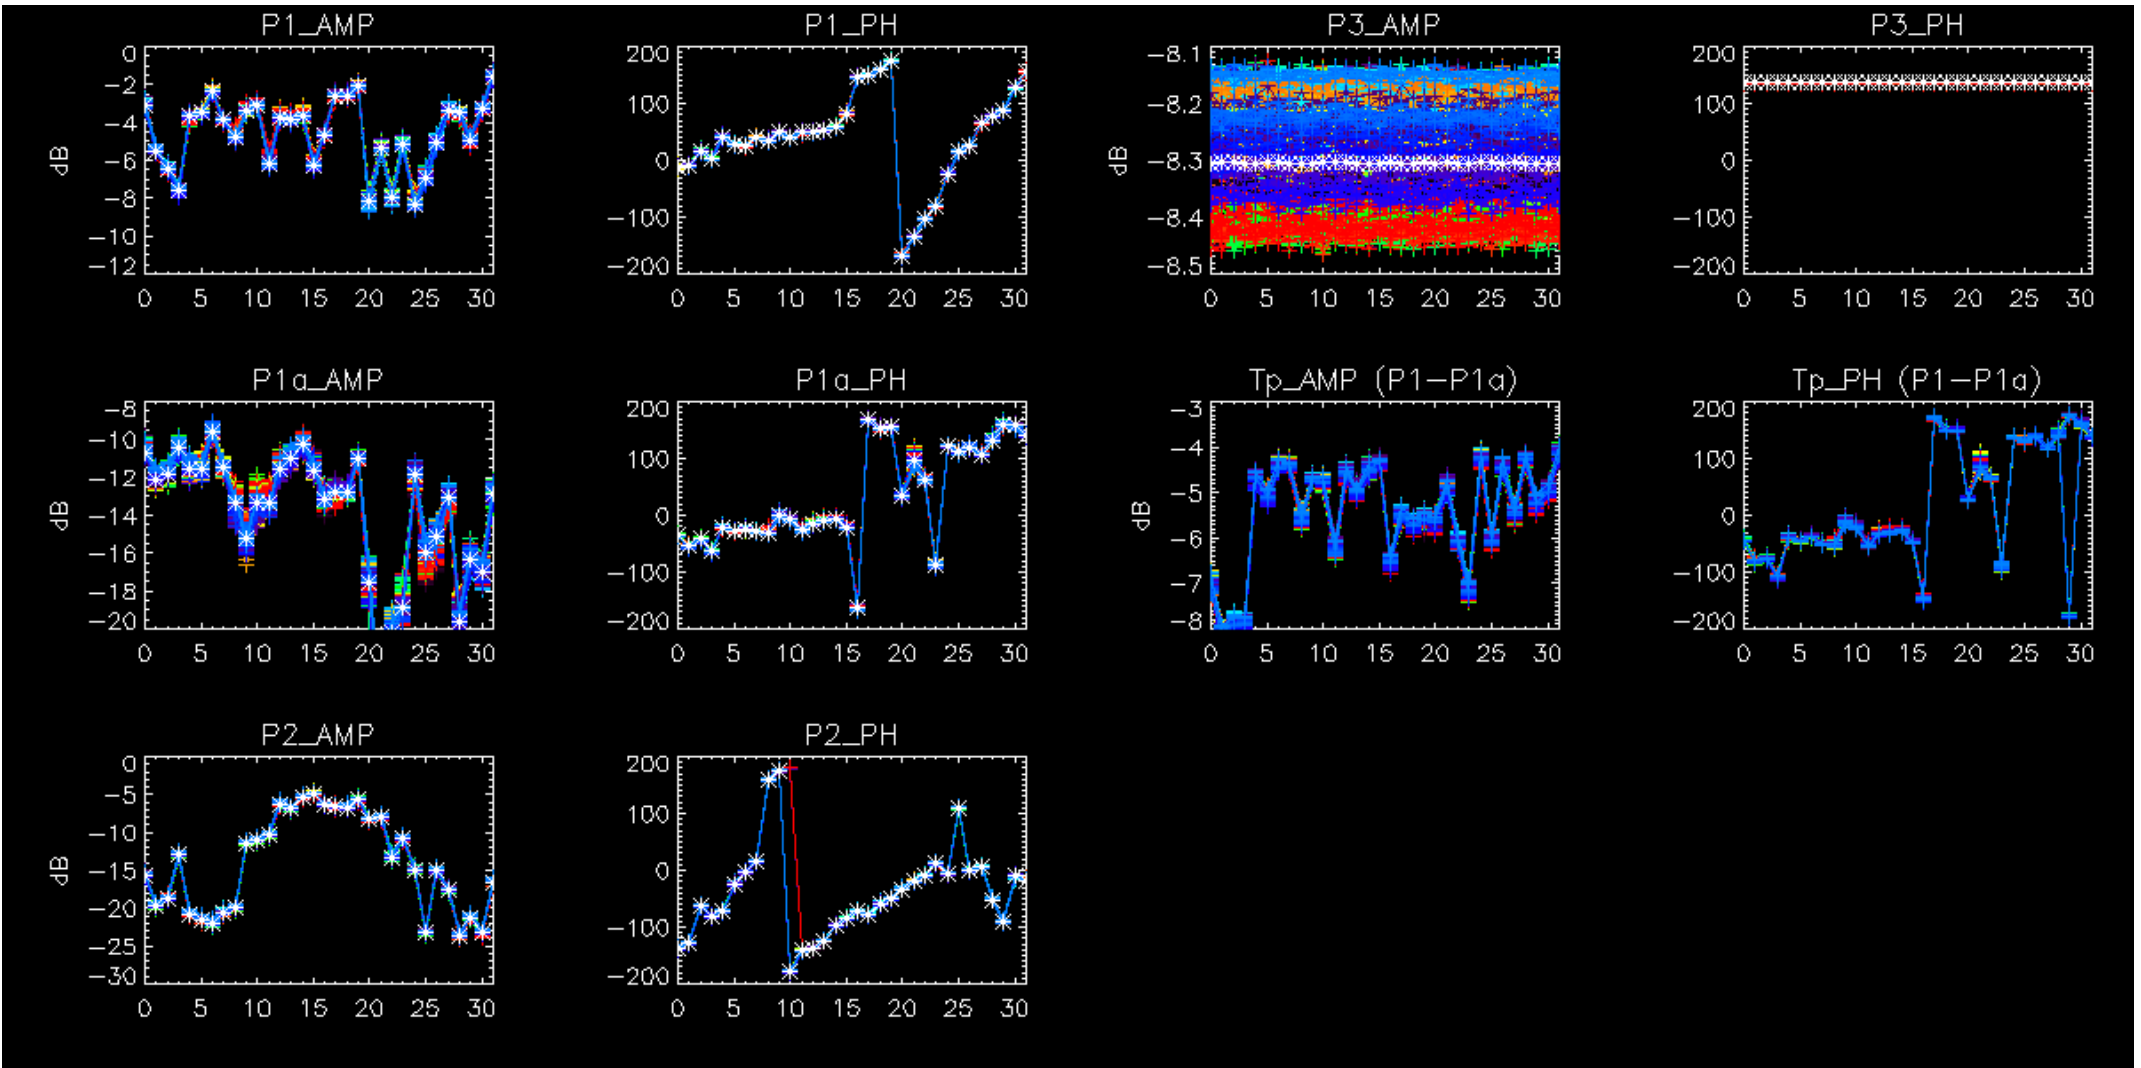 P1_AMP
0
−2
−4
−6
−8
−10
−12
dB
0 5 10 15 20 25 30
P1_PH
200
100
0
−100
−200
0 5 10 15 20 25 30
P3_AMP
−8.1
−8.2
−8.3
−8.4
−8.5
dB
0 5 10 15 20 25 30
P3_PH
200
100
0
−100
−200
0 5 10 15 20 25 30
P1a_AMP
−8
−10
−12
−14
−16
−18
−20
dB
0 5 10 15 20 25 30
P1a_PH
200
100
0
−100
−200
0 5 10 15 20 25 30
Tp_AMP (P1−P1a)
−3
−4
−5
−6
−7
−8
dB
0 5 10 15 20 25 30
Tp_PH (P1−P1a)
200
100
0
−100
−200
0 5 10 15 20 25 30
P2_AMP
0
−5
−10
−15
−20
−25
−30
dB
0 5 10 15 20 25 30
P2_PH
200
100
0
−100
−200
0 5 10 15 20 25 30